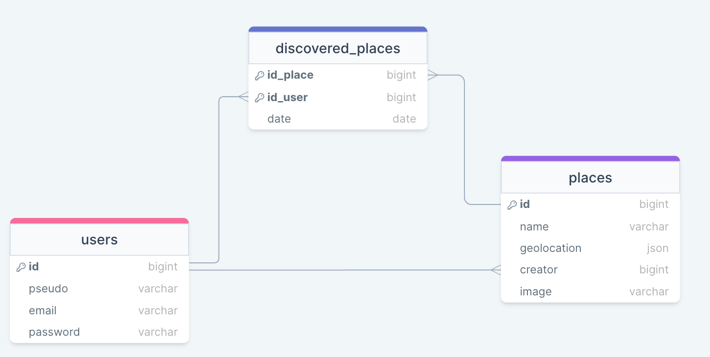 discovered_places
id_place bigint
id_user bigint
date date
places
id bigint
name varchar
geolocation json
creator bigint
image varchar
users
id bigint
pseudo varchar
email varchar
password varchar